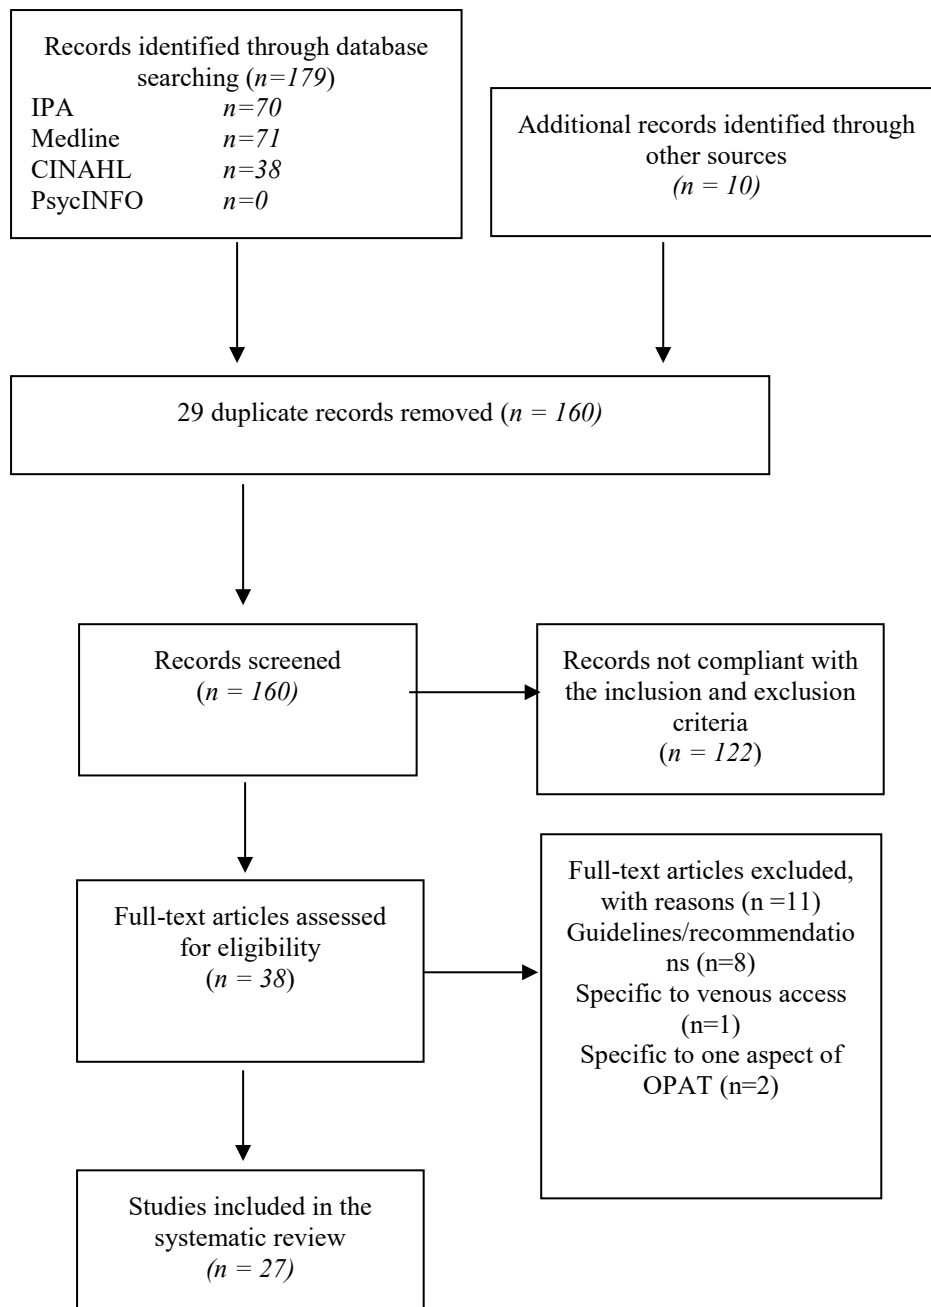 Records identified through database
searching (n=179)
IPA n=70
Medline n=71
CINAHL n=38
PsycINFO n=0
Additional records identified through
other sources
(n = 10)
29 duplicate records removed (n = 160)
Records screened
(n = 160)
Records not compliant with
the inclusion and exclusion
criteria
(n = 122)
Full-text articles assessed
for eligibility
(n = 38)
Full-text articles excluded,
with reasons (n =11)
Guidelines/recommendatio
ns (n=8)
Specific to venous access
(n=1)
Specific to one aspect of
OPAT (n=2)
Studies included in the
systematic review
(n = 27)